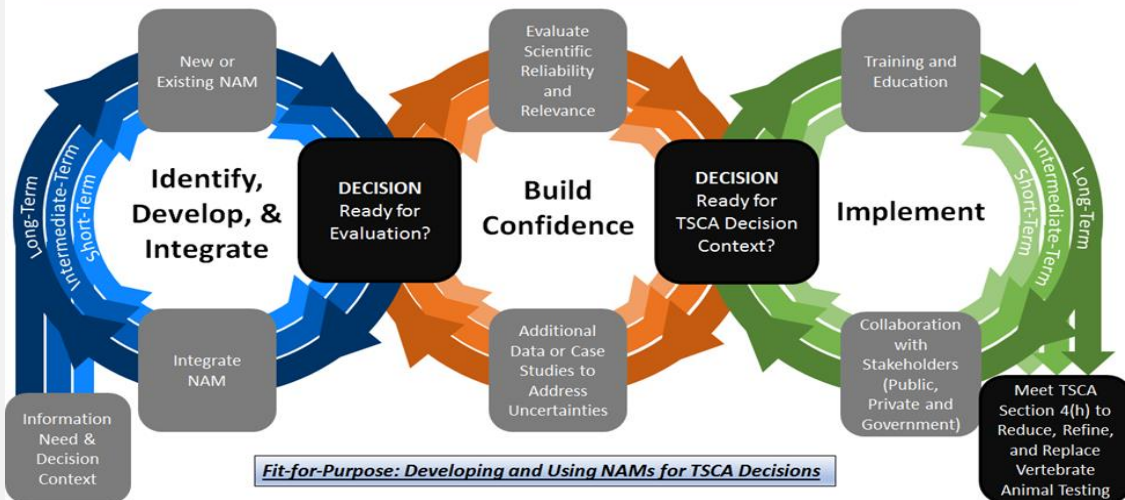 New or
Existing NAM
Evaluate
Scientific
Reliability
and
Relevance
Training and
Education
Long-Term
Intermediate-Term
Short-Term
Identify,
Develop, &
Integrate
DECISION
Ready for
Evaluation?
Build
Confidence
DECISION
Ready for
TSCA Decision
Context?
Implement
Short-Term
Intermediate-Term
Long-Term
Integrate
NAM
Additional
Data or Case
Studies to
Address
Uncertainties
Collaboration
with
Stakeholders
(Public,
Private and
Government)
Information
Need &
Decision
Context
Meet TSCA
Section 4(h) to
Reduce, Refine,
and Replace
Vertebrate
Animal Testing
Fit-for-Purpose: Developing and Using NAMs for TSCA Decisions